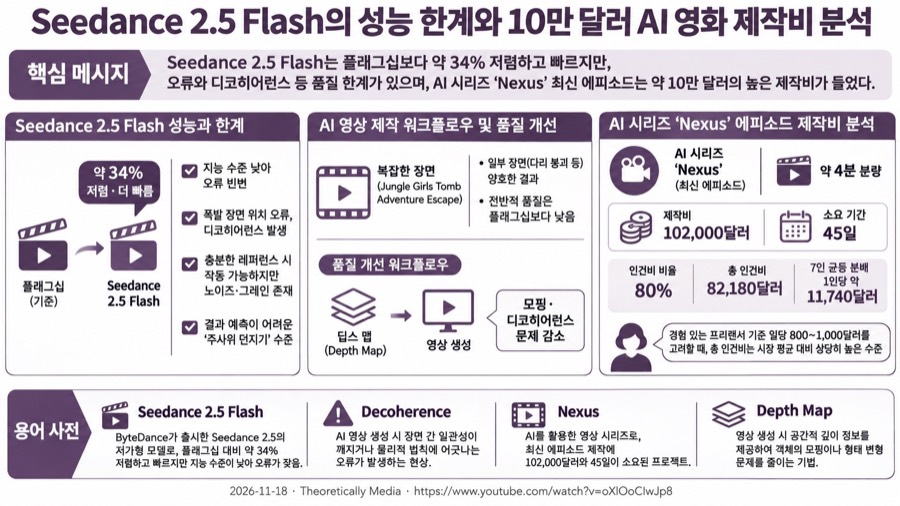 Seedance 2.5 Flash의 성능 한계와 10만 달러 AI 영화 제작비 분석
핵심 메시지
Seedance 2.5 Flash는 플래그십보다 약 34% 저렴하고 빠르지만,
오류와 디코히어런스 등 품질 한계가 있으며, AI 시리즈 ‘Nexus’ 최신 에피소드는 약 10만 달러의 높은 제작비가 들었다.
Seedance 2.5 Flash 성능과 한계
약 34%
저렴·더 빠름
플래그십
(기준)
Seedance
2.5 Flash
지능 수준 낮아
오류 빈번
폭발 장면 위치 오류,
디코히어런스 발생
충분한 레퍼런스 시
작동 가능하지만
노이즈·그레인 존재
결과 예측이 어려운
‘주사위 던지기’ 수준
AI 영상 제작 워크플로우 및 품질 개선
복잡한 장면
(Jungle Girls Tomb
Adventure Escape)
• 일부 장면(다리 붕괴 등)
양호한 결과
• 전반적 품질은
플래그십보다 낮음
품질 개선 워크플로우
딥스 맵
(Depth Map)
영상 생성
모핑·
디코히어런스
문제 감소
AI 시리즈 ‘Nexus’ 에피소드 제작비 분석
AI 시리즈
‘Nexus’
(최신 에피소드)
약 4분 분량
제작비
102,000달러
소요 기간
45일
인건비 비율
80%
총 인건비
82,180달러
7인 균등 분배
1인당 약
11,740달러
경험 있는 프리랜서 기준 일당 800~1,000달러를
고려할 때, 총 인건비는 시장 평균 대비 상당히 높은 수준
용어 사전
Seedance 2.5 Flash
ByteDance가 출시한 Seedance 2.5의
저가형 모델로, 플래그십 대비 약 34%
저렴하고 빠르지만 지능 수준이 낮아 오류가 잦음.
Decoherence
AI 영상 생성 시 장면 간 일관성이
깨지거나 물리적 법칙에 어긋나는
오류가 발생하는 현상.
Nexus
AI를 활용한 영상 시리즈로,
최신 에피소드 제작에
102,000달러와 45일이 소요된 프로젝트.
Depth Map
영상 생성 시 공간적 깊이 정보를
제공하여 객체의 모핑이나 형태 변형
문제를 줄이는 기법.
2026-11-18 · Theoretically Media · https://www.youtube.com/watch?v=oXlOoClwJp8